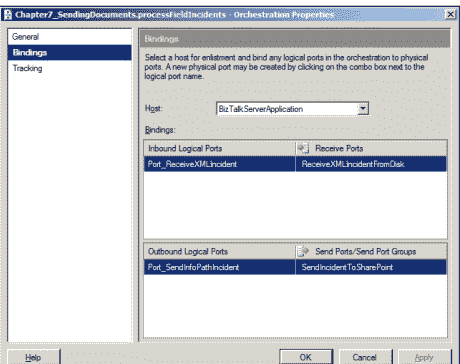 Chapter7_SendingDocuments.processFieldIncidents - Orchestration Properties
General
Bindings
Tracking
Bindings
Select a host for enlistment and bind any logical ports in the orchestration to physical
ports. A new physical port may be created by clicking on the combo box next to the
logical port name.
Host: BizTalkServerApplication
Bindings:
Inbound Logical Ports Receive Ports
Port_ReceiveXMLIncident ReceiveXMLIncidentFromDisk
Outbound Logical Ports Send Ports/Send Port Groups
Port_SendInfoPathIncident SendIncidentToSharePoint
Help OK Cancel Apply